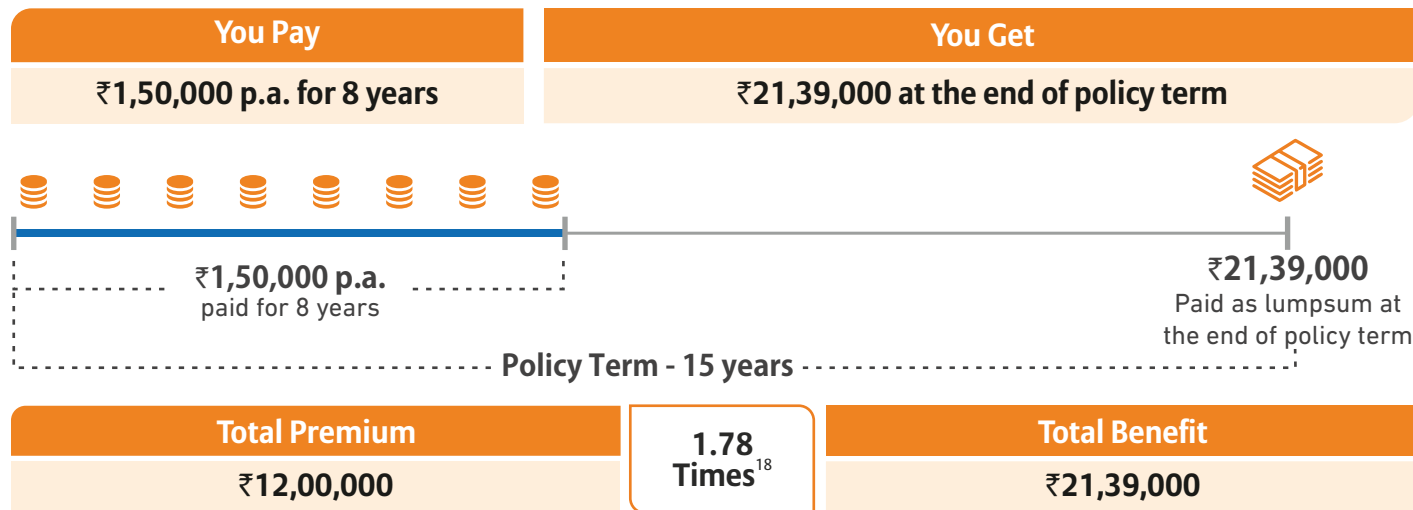 You Pay
You Get
₹1,50,000 p.a. for 8 years
₹21,39,000 at the end of policy term
₹1,50,000 p.a.
paid for 8 years
₹21,39,000
Paid as lumpsum at
the end of policy term
Policy Term - 15 years
Total Premium
1.78
Times18
Total Benefit
₹12,00,000
₹21,39,000